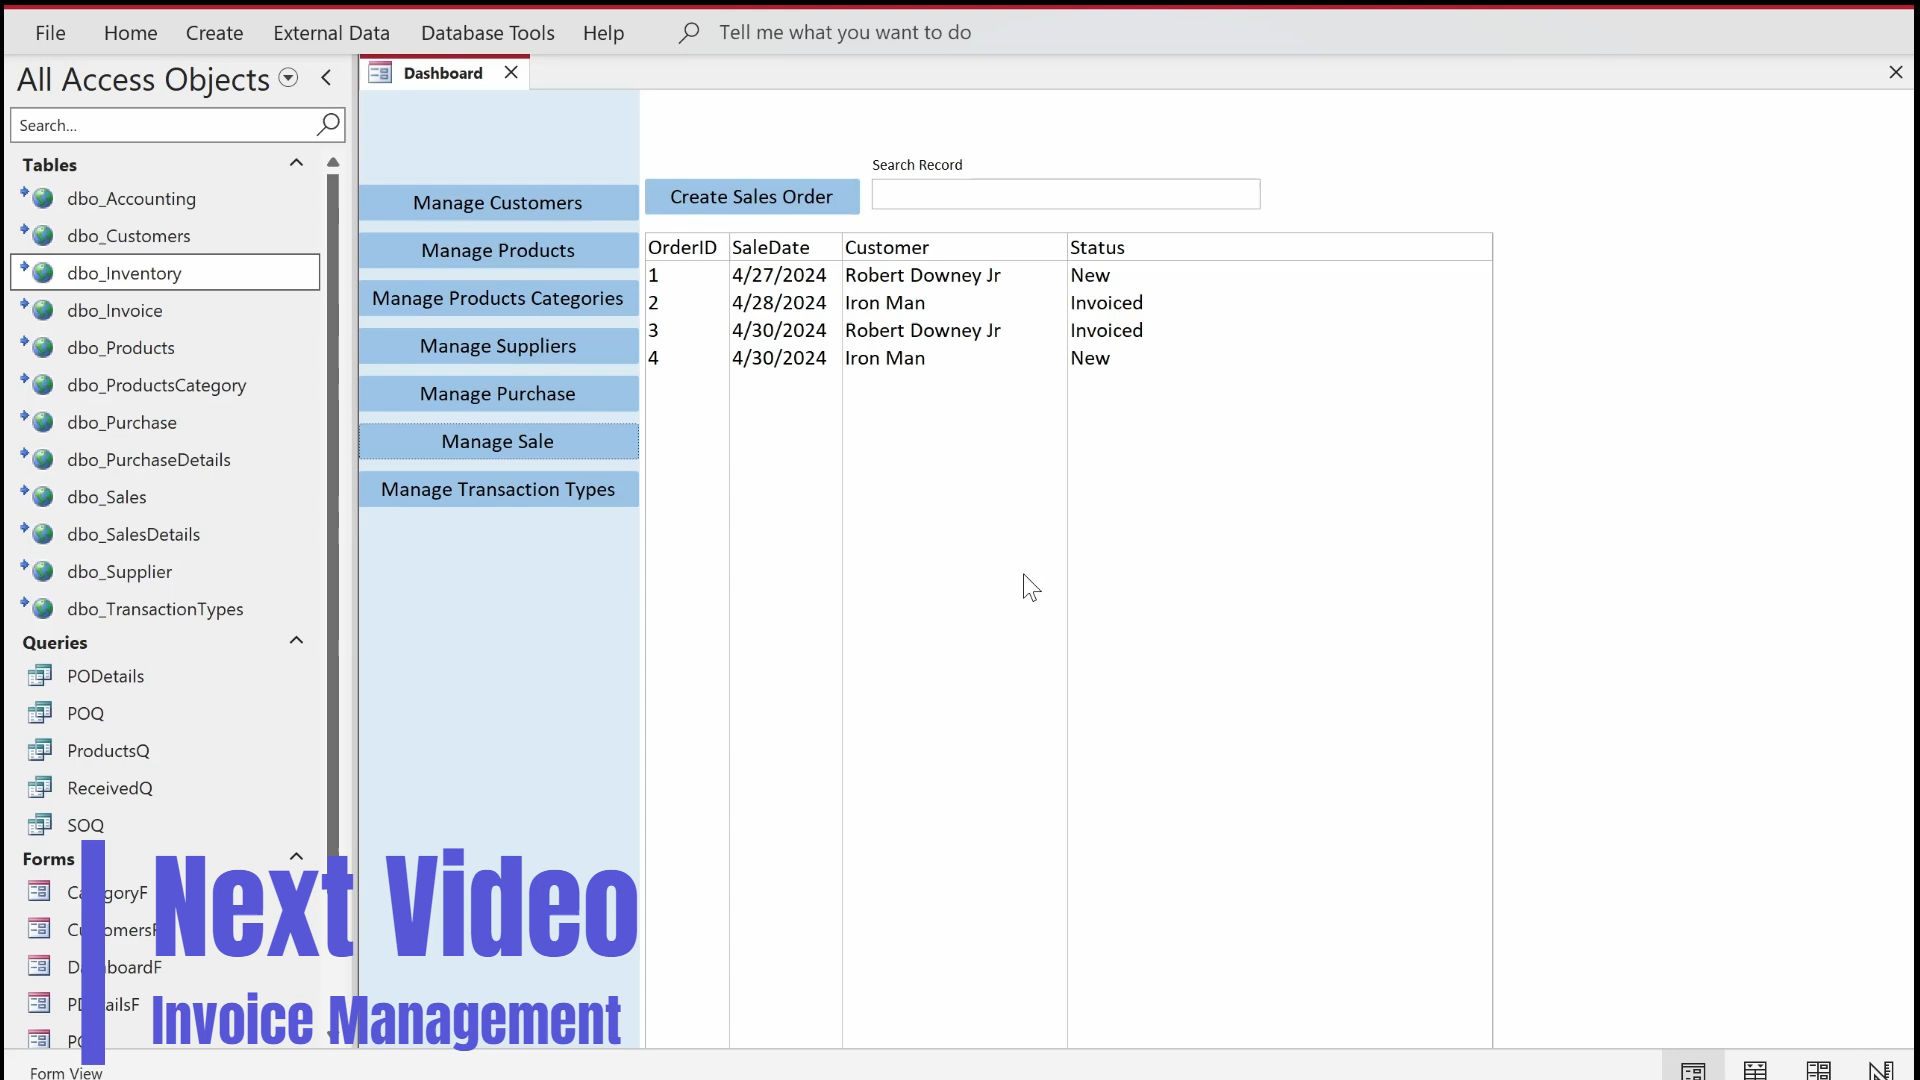 File Home Create External Data Database Tools Help Tell me what you want to do
All Access Objects
Dashboard
Search...
Tables
dbo_Accounting
dbo_Customers
dbo_Inventory
dbo_Invoice
dbo_Products
dbo_ProductsCategory
dbo_Purchase
dbo_PurchaseDetails
dbo_Sales
dbo_SalesDetails
dbo_Supplier
dbo_TransactionTypes
Queries
PODetails
POQ
ProductsQ
ReceivedQ
SOQ
Forms
Manage Customers
Manage Products
Manage Products Categories
Manage Suppliers
Manage Purchase
Manage Sale
Manage Transaction Types
Search Record
Create Sales Order
OrderID SaleDate Customer Status
1 4/27/2024 Robert Downey Jr New
2 4/28/2024 Iron Man Invoiced
3 4/30/2024 Robert Downey Jr Invoiced
4 4/30/2024 Iron Man New
Next Video
Invoice Management
Form View